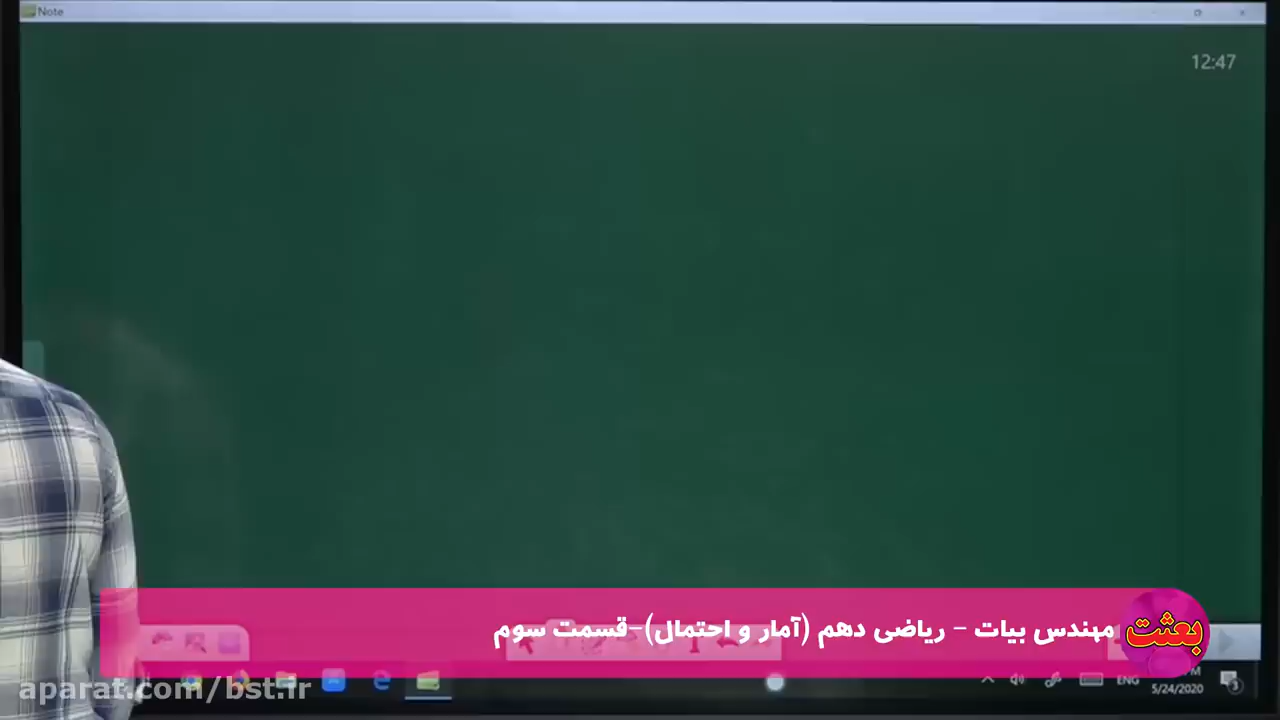 Note
12:47
مهندس بیات - ریاضی دهم (آمار و احتمال)-قسمت سوم
بعثت
ENG
5/24/2020
aparat.com/bst.ir